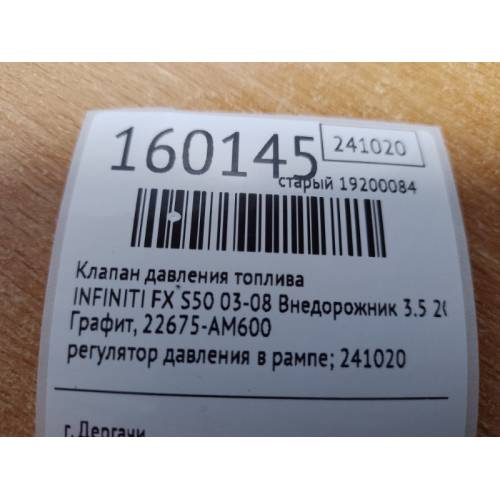 160145
241020
старый 19200084
Клапан давления топлива
INFINITI FX S50 03-08 Внедорожник 3.5
Графит, 22675-AM600
регулятор давления в рампе; 241020
г. Дергачи